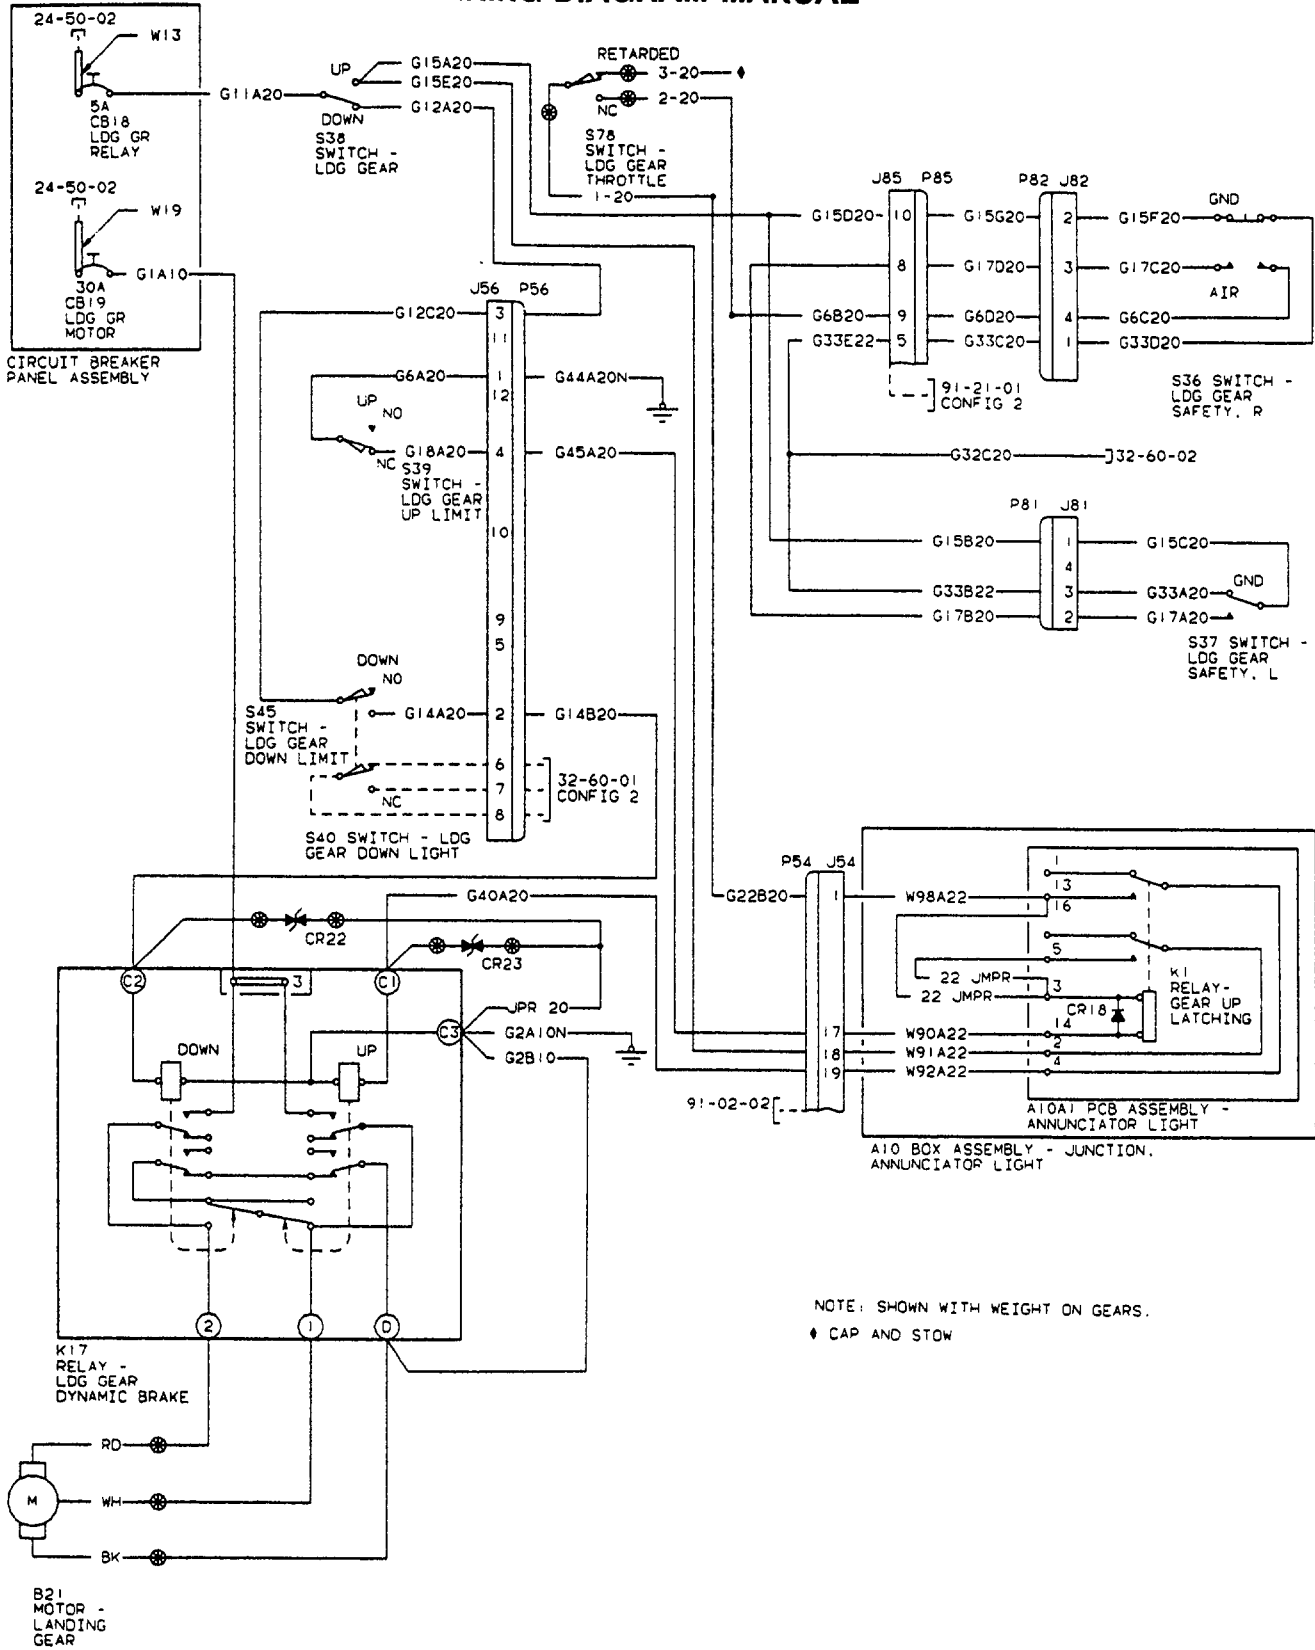 24-50-02
W13
5A
CB18
LDG GR
RELAY
24-50-02
W19
G1A10
30A
CB19
LDG GR
MOTOR
CIRCUIT BREAKER
PANEL ASSEMBLY
G11A20
UP
DOWN
S38
SWITCH -
LDG GEAR
G15A20
G15E20
G12A20
RETARDED
3-20
2-20
NC
S78
SWITCH -
LDG GEAR
THROTTLE
1-20
J85 P85
P82 J82
G15D20
10
G15G20
2
G15F20
GND
8
G17D20
3
G17C20
AIR
G6B20
9
G6D20
4
G6C20
G33E22
5
G33C20
1
G33D20
91-21-01
CONFIG 2
S36 SWITCH -
LDG GEAR
SAFETY, R
G32C20
32-60-02
P81 J81
G15B20
1
G15C20
4
G33B22
3
G33A20
GND
G17B20
2
G17A20
S37 SWITCH -
LDG GEAR
SAFETY, L
J56 P56
G12C20
3
11
G6A20
1
G44A20N
12
UP
NO
NC
G18A20
4
G45A20
S39
SWITCH -
LDG GEAR
UP LIMIT
10
9
5
DOWN
NO
G14A20
2
G14B20
S45
SWITCH -
LDG GEAR
DOWN LIMIT
6
7
8
NC
32-60-01
CONFIG 2
S40 SWITCH - LDG
GEAR DOWN LIGHT
G40A20
CR22
CR23
C2
3
C1
JPR 20
C3
G2A10N
G2B10
DOWN
UP
2
1
D
K17
RELAY -
LDG GEAR
DYNAMIC BRAKE
RD
M
WH
BK
B21
MOTOR -
LANDING
GEAR
P54 J54
G22B20
1
W98A22
17
W90A22
18
W91A22
19
W92A22
91-02-02
1
13
16
5
22 JMPR
3
22 JMPR
CR18
14
2
4
K1
RELAY-
GEAR UP
LATCHING
A10A1 PCB ASSEMBLY -
ANNUNCIATOR LIGHT
A10 BOX ASSEMBLY - JUNCTION,
ANNUNCIATOR LIGHT
NOTE: SHOWN WITH WEIGHT ON GEARS.
♦ CAP AND STOW